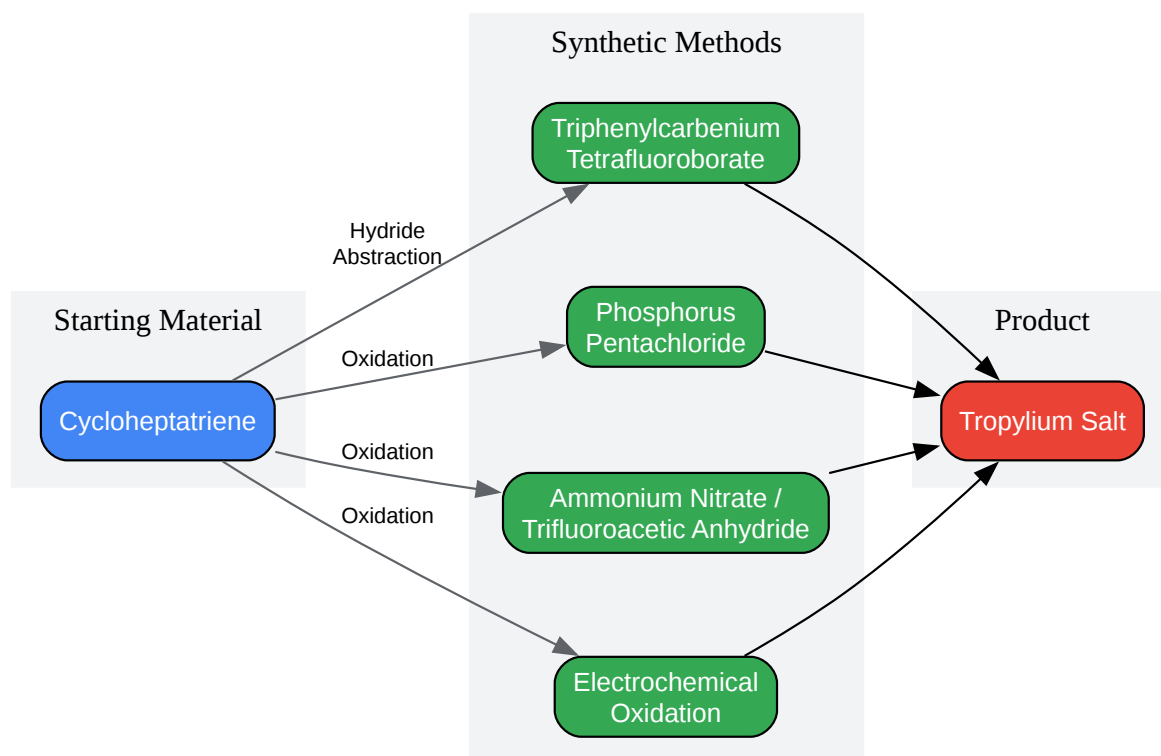 Synthetic Methods
Triphenylcarbenium
Tetrafluoroborate
Hydride
Abstraction
Starting Material
Phosphorus
Pentachloride
Product
Oxidation
Cycloheptatriene
Tropylium Salt
Oxidation
Ammonium Nitrate /
Trifluoroacetic Anhydride
Oxidation
Electrochemical
Oxidation